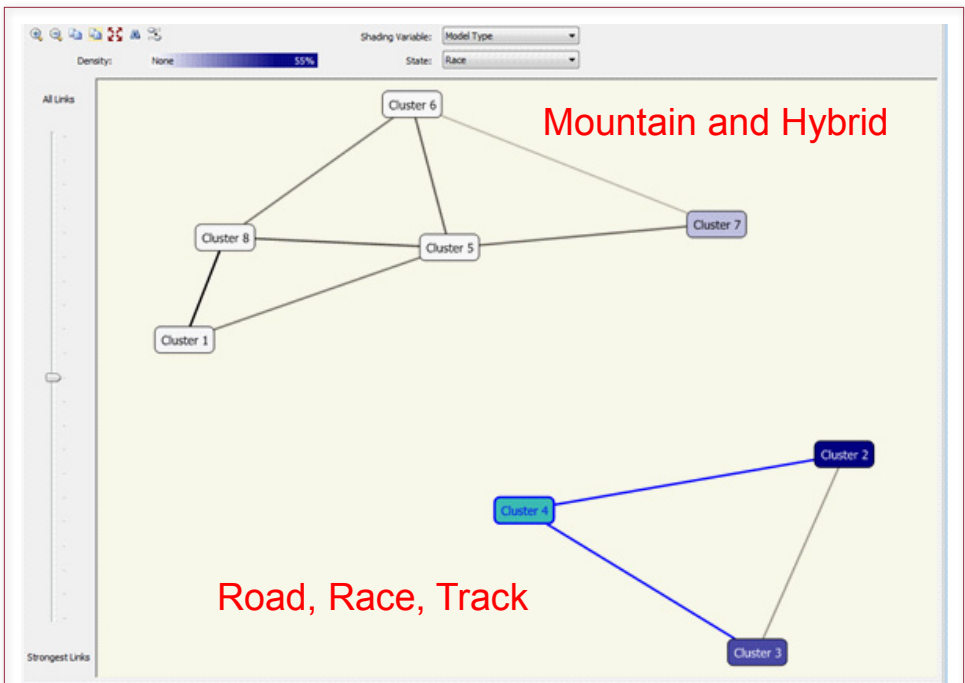 Shading Variable: Model Type
Density: None 55% State: Race
All Links
Cluster 6
Mountain and Hybrid
Cluster 7
Cluster 8
Cluster 5
Cluster 1
Cluster 2
Cluster 4
Road, Race, Track
Cluster 3
Strongest Links